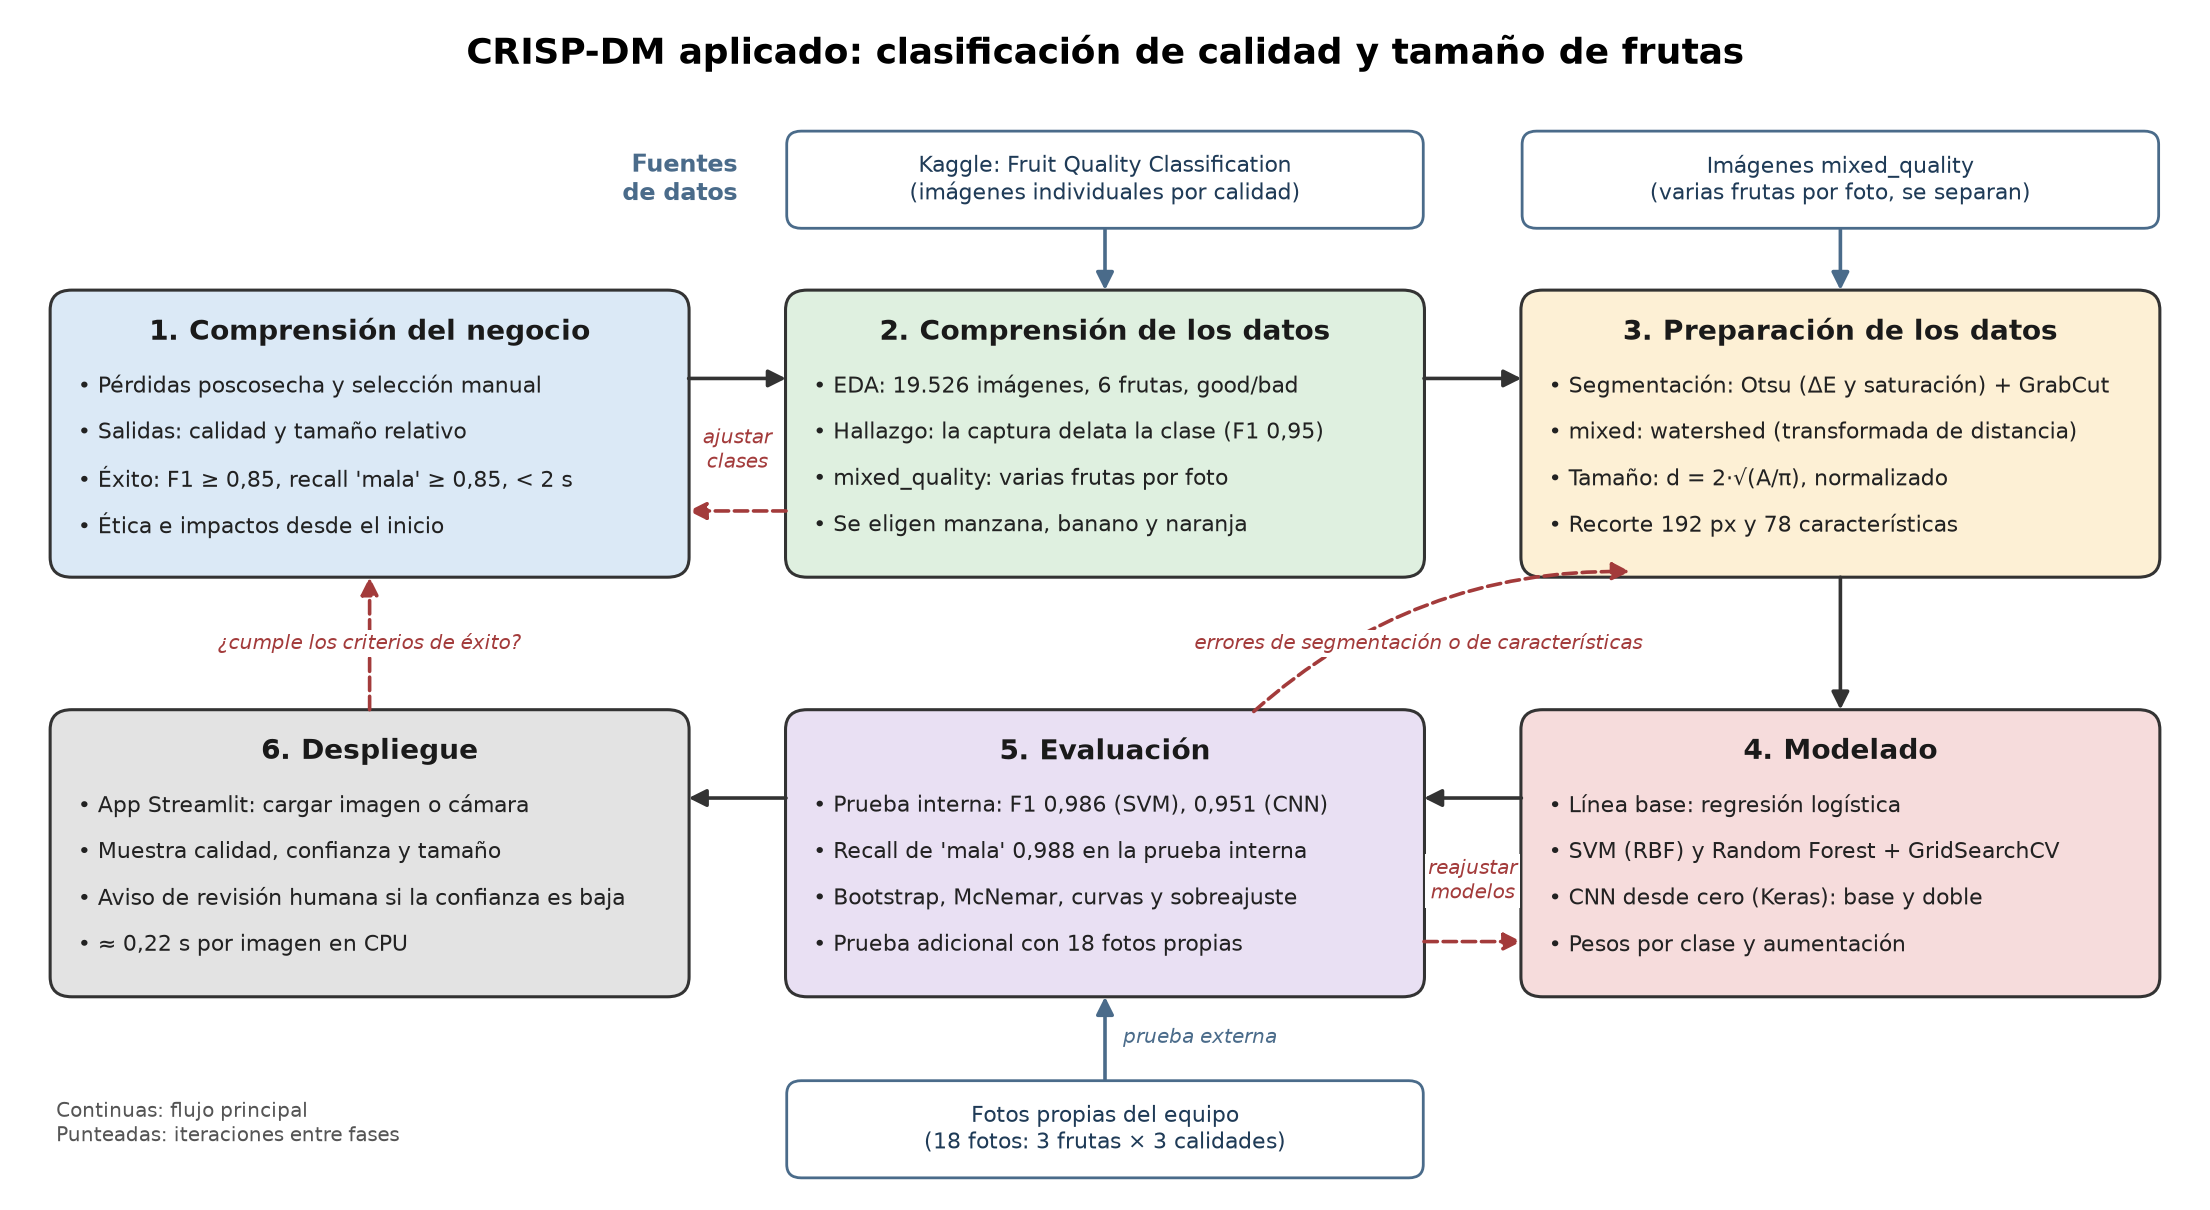 CRISP-DM aplicado: clasificación de calidad y tamaño de frutas
Fuentes
de datos
Kaggle: Fruit Quality Classification
(imágenes individuales por calidad)
Imágenes mixed_quality
(varias frutas por foto, se separan)
1. Comprensión del negocio
• Pérdidas poscosecha y selección manual
• Salidas: calidad y tamaño relativo
• Éxito: F1 ≥ 0,85, recall 'mala' ≥ 0,85, < 2 s
• Ética e impactos desde el inicio
ajustar
clases
2. Comprensión de los datos
• EDA: 19.526 imágenes, 6 frutas, good/bad
• Hallazgo: la captura delata la clase (F1 0,95)
• mixed_quality: varias frutas por foto
• Se eligen manzana, banano y naranja
3. Preparación de los datos
• Segmentación: Otsu (ΔE y saturación) + GrabCut
• mixed: watershed (transformada de distancia)
• Tamaño: d = 2·√(A/π), normalizado
• Recorte 192 px y 78 características
¿cumple los criterios de éxito?
errores de segmentación o de características
6. Despliegue
• App Streamlit: cargar imagen o cámara
• Muestra calidad, confianza y tamaño
• Aviso de revisión humana si la confianza es baja
• ≈ 0,22 s por imagen en CPU
5. Evaluación
• Prueba interna: F1 0,986 (SVM), 0,951 (CNN)
• Recall de 'mala' 0,988 en la prueba interna
• Bootstrap, McNemar, curvas y sobreajuste
• Prueba adicional con 18 fotos propias
reajustar
modelos
4. Modelado
• Línea base: regresión logística
• SVM (RBF) y Random Forest + GridSearchCV
• CNN desde cero (Keras): base y doble
• Pesos por clase y aumentación
prueba externa
Fotos propias del equipo
(18 fotos: 3 frutas × 3 calidades)
Continuas: flujo principal
Punteadas: iteraciones entre fases